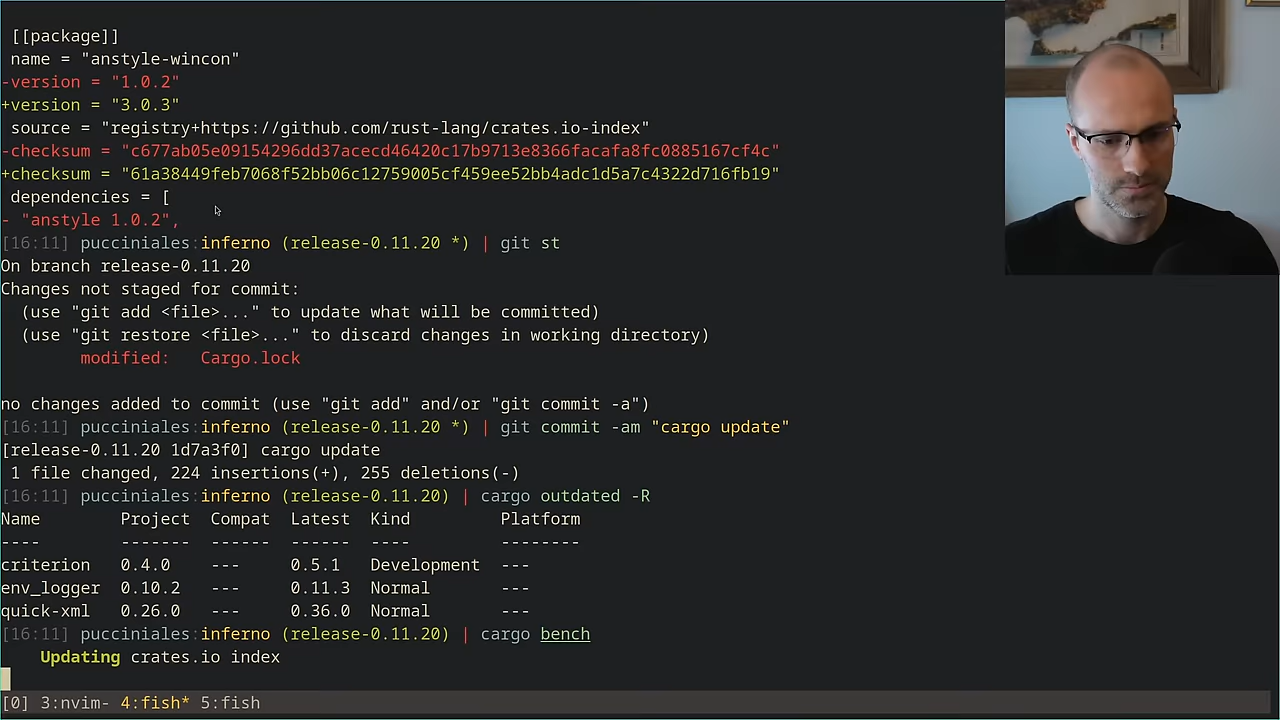 [[package]]
name = "anstyle-wincon"
-version = "1.0.2"
+version = "3.0.3"
source = "registry+https://github.com/rust-lang/crates.io-index"
-checksum = "c677ab05e09154296dd37acecd46420c17b9713e8366facafa8fc0885167cf4c"
+checksum = "61a38449feb7068f52bb06c12759005cf459ee52bb4adc1d5a7c4322d716fb19"
dependencies = [
- "anstyle 1.0.2",
[16:11] pucciniales:inferno (release-0.11.20 *) | git st
On branch release-0.11.20
Changes not staged for commit:
(use "git add <file>..." to update what will be committed)
(use "git restore <file>..." to discard changes in working directory)
modified:   Cargo.lock
no changes added to commit (use "git add" and/or "git commit -a")
[16:11] pucciniales:inferno (release-0.11.20 *) | git commit -am "cargo update"
[release-0.11.20 1d7a3f0] cargo update
1 file changed, 224 insertions(+), 255 deletions(-)
[16:11] pucciniales:inferno (release-0.11.20) | cargo outdated -R
Name        Project  Compat  Latest  Kind         Platform
----        -------  ------  ------  ----         --------
criterion   0.4.0    ---     0.5.1   Development  ---
env_logger  0.10.2   ---     0.11.3  Normal       ---
quick-xml   0.26.0   ---     0.36.0  Normal       ---
[16:11] pucciniales:inferno (release-0.11.20) | cargo bench
Updating crates.io index
[0] 3:nvim- 4:fish* 5:fish